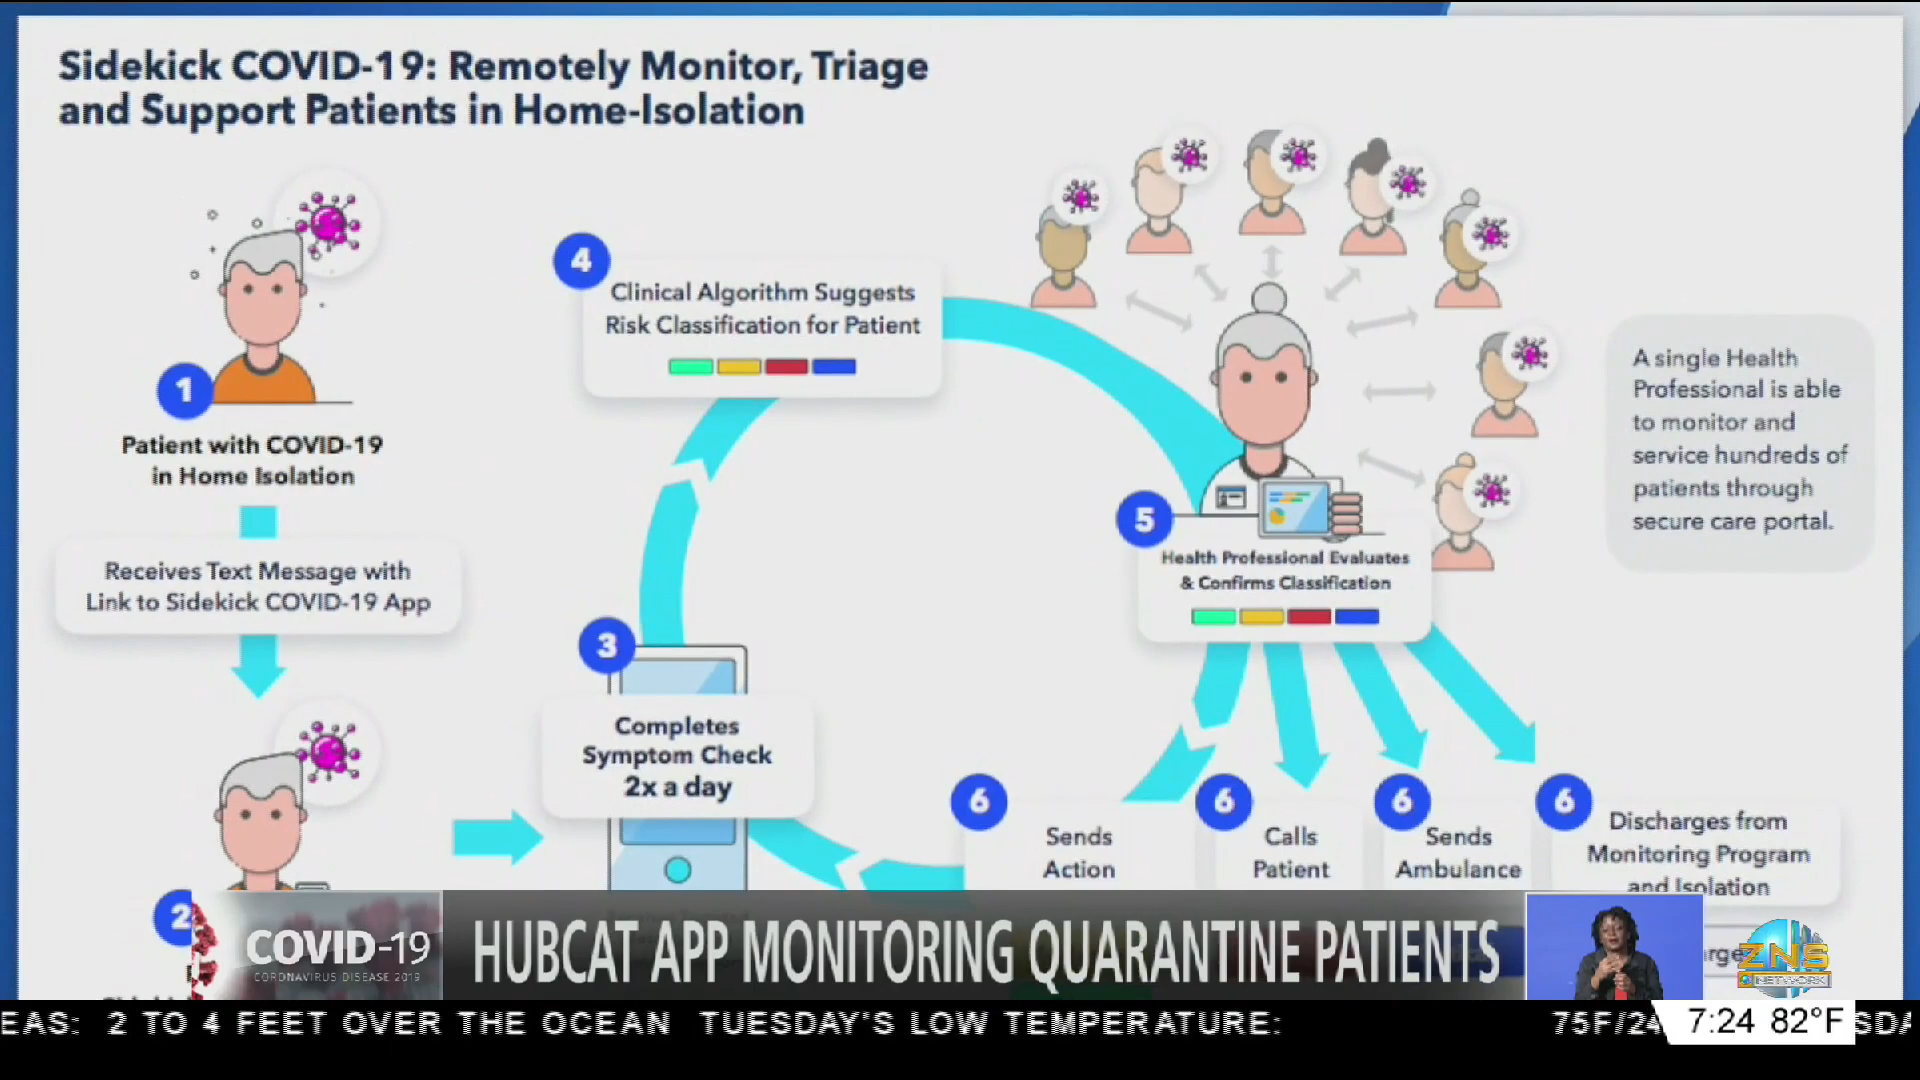 Sidekick COVID-19: Remotely Monitor, Triage
and Support Patients in Home-Isolation
1
Patient with COVID-19
in Home Isolation
Receives Text Message with
Link to Sidekick COVID-19 App
2
3
Completes
Symptom Check
2x a day
4
Clinical Algorithm Suggests
Risk Classification for Patient
5
Health Professional Evaluates
& Confirms Classification
A single Health
Professional is able
to monitor and
service hundreds of
patients through
secure care portal.
6
Sends
Action
6
Calls
Patient
6
Sends
Ambulance
6
Discharges from
Monitoring Program
and Isolation
COVID-19
CORONAVIRUS DISEASE 2019
HUBCAT APP MONITORING QUARANTINE PATIENTS
ZNS
NETWORK
EAS: 2 TO 4 FEET OVER THE OCEAN TUESDAY'S LOW TEMPERATURE: 75F/24
7:24 82°F